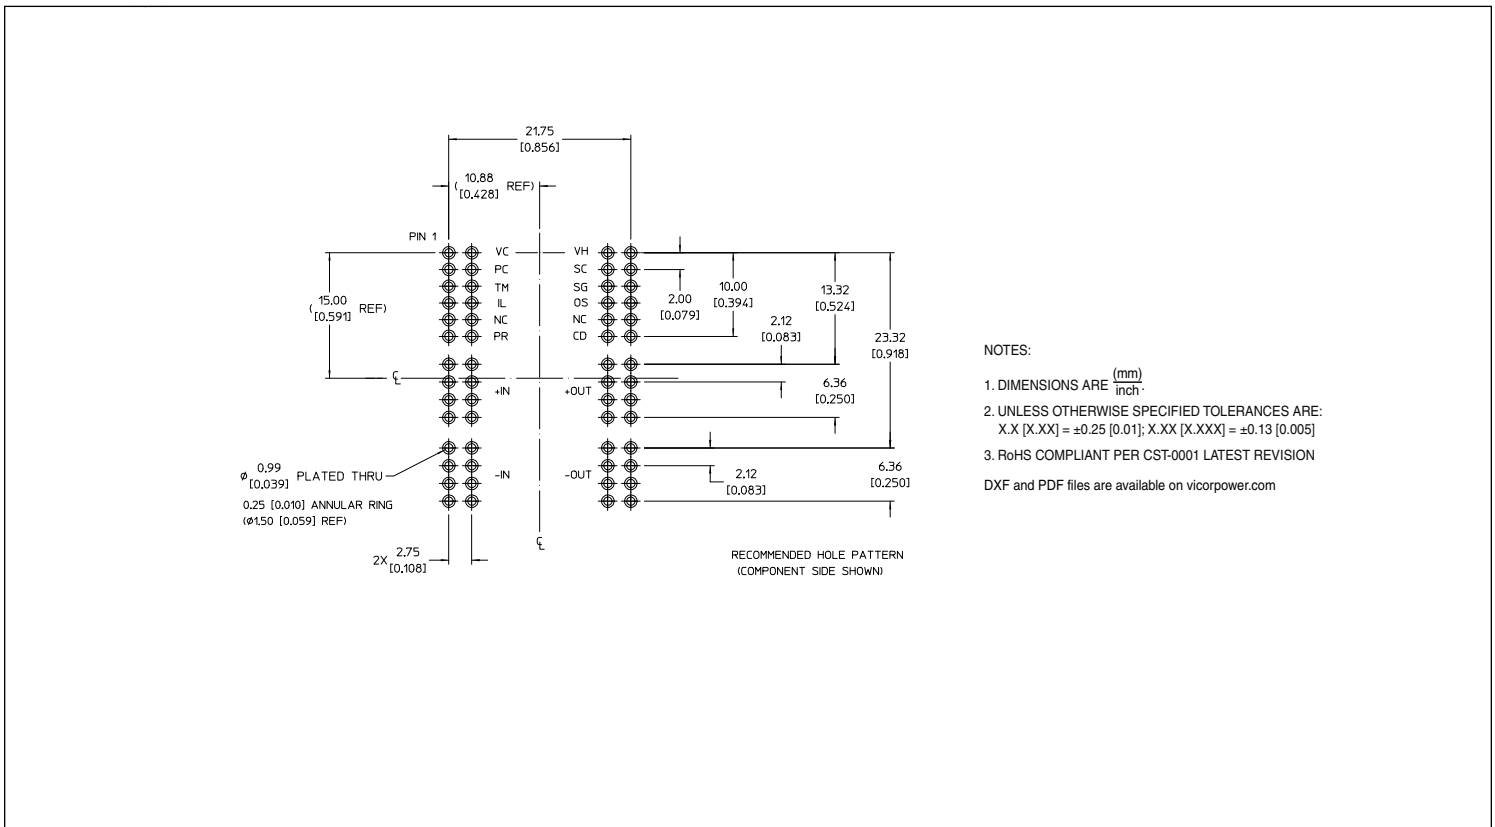 21.75
[0.856]
( 10.88 REF)
[0.428]
PIN 1
VC VH
PC SC
TM SG
IL OS
NC NC
PR CD
( 15.00 REF)
[0.591]
2.00
[0.079]
10.00
[0.394]
13.32
[0.524]
2.12
[0.083]
23.32
[0.918]
℄
+IN +OUT
6.36
[0.250]
Ø 0.99 PLATED THRU
[0.039]
-IN -OUT
2.12
[0.083]
6.36
[0.250]
0.25 [0.010] ANNULAR RING
(Ø1.50 [0.059] REF)
℄
2X 2.75
[0.108]
RECOMMENDED HOLE PATTERN
(COMPONENT SIDE SHOWN)
NOTES:
1. DIMENSIONS ARE (mm)
inch.
2. UNLESS OTHERWISE SPECIFIED TOLERANCES ARE:
X.X [X.XX] = ±0.25 [0.01]; X.XX [X.XXX] = ±0.13 [0.005]
3. RoHS COMPLIANT PER CST-0001 LATEST REVISION
DXF and PDF files are available on vicorpower.com